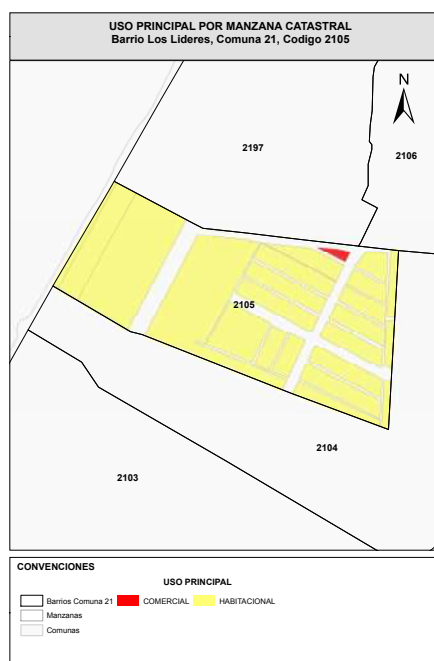 USO PRINCIPAL POR MANZANA CATASTRAL
Barrio Los Lideres, Comuna 21, Codigo 2105
N
2197
2106
2105
2104
2103
CONVENCIONES
USO PRINCIPAL
Barrios Comuna 21
COMERCIAL
HABITACIONAL
Manzanas
Comunas